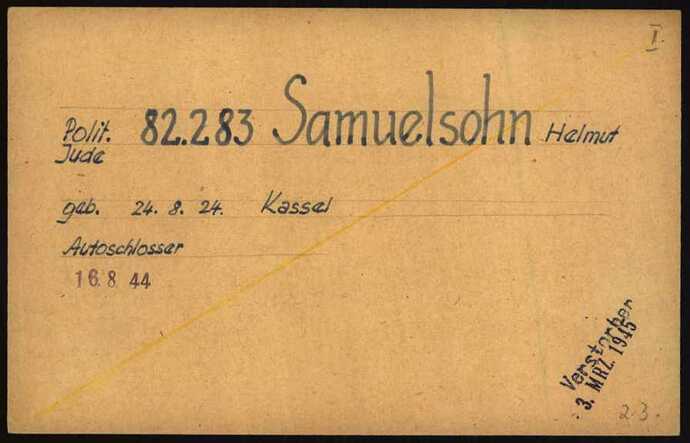 I
Polit. 82.283 Samuelsohn Helmut
Jude
geb. 24. 8. 24. Kassel
Autoschlosser
16.8 44
Verstorben
3. MRZ. 1945
23.